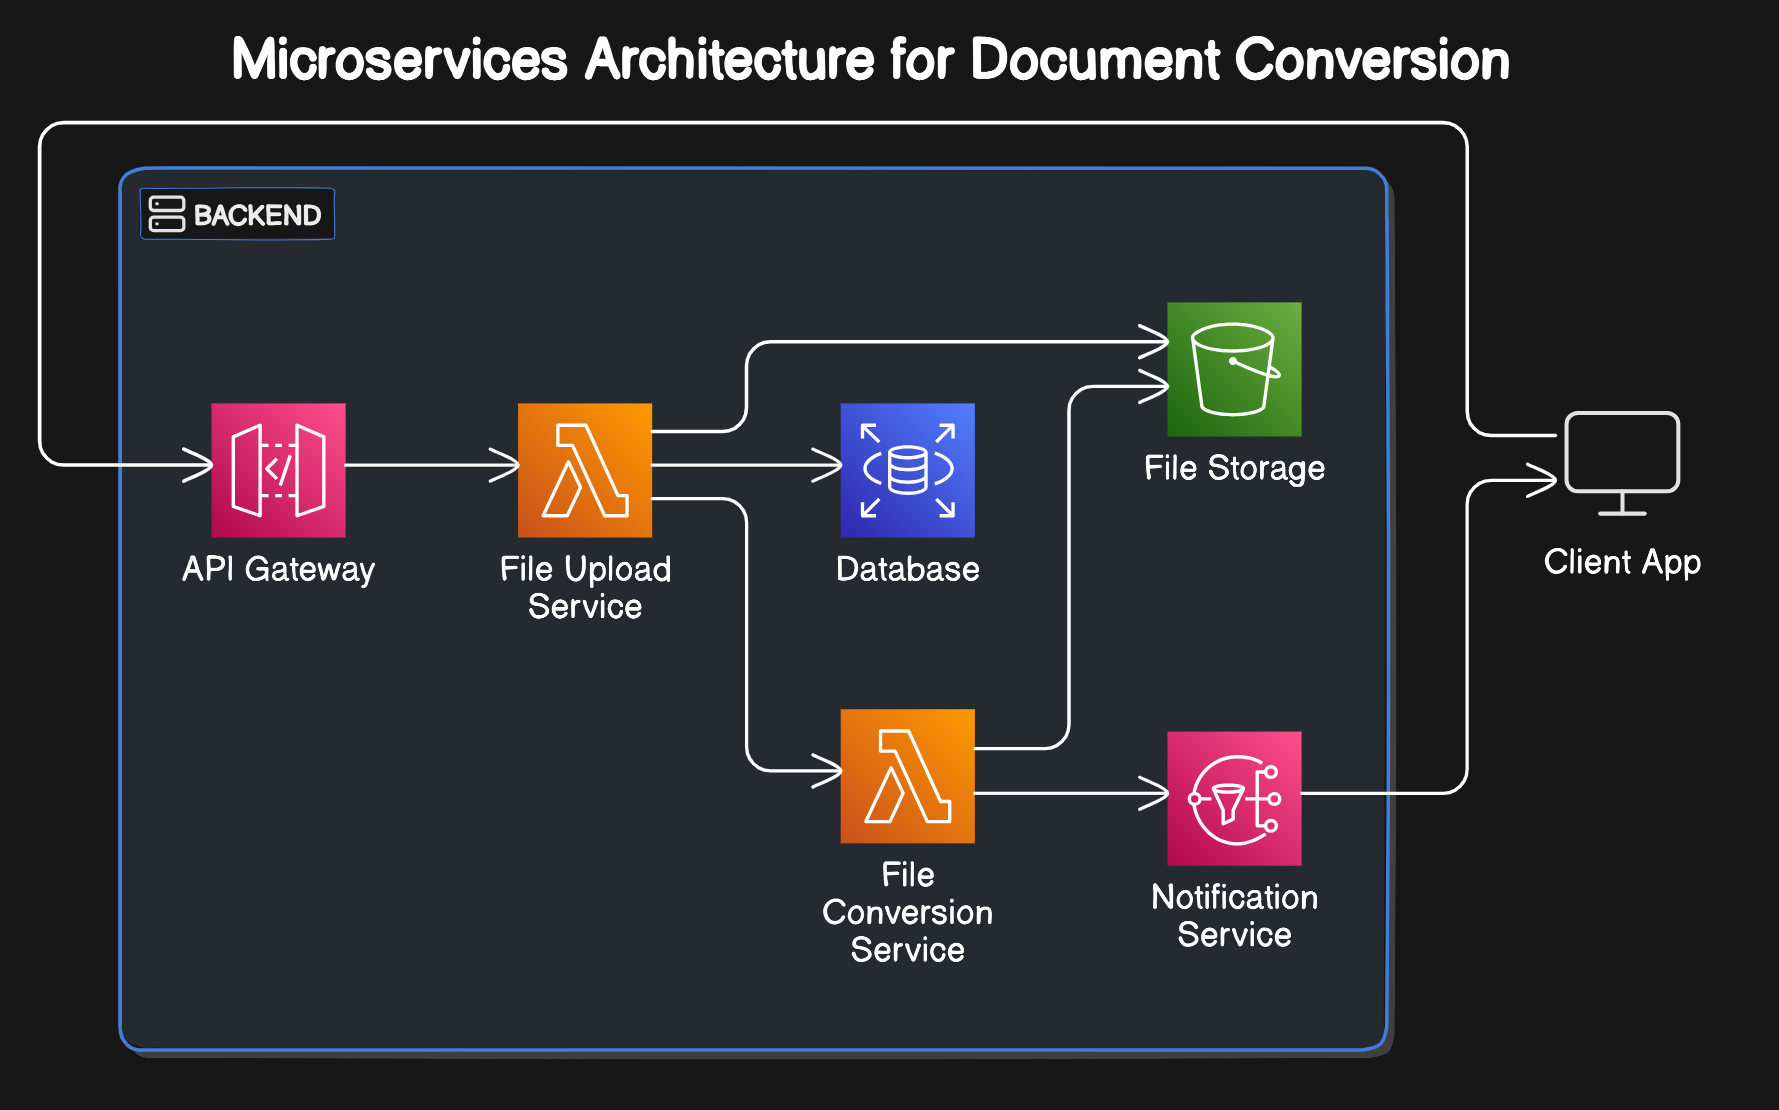 Microservices Architecture for Document Conversion
BACKEND
File Storage
API Gateway
File Upload
Service
Database
Client App
File
Conversion
Service
Notification
Service